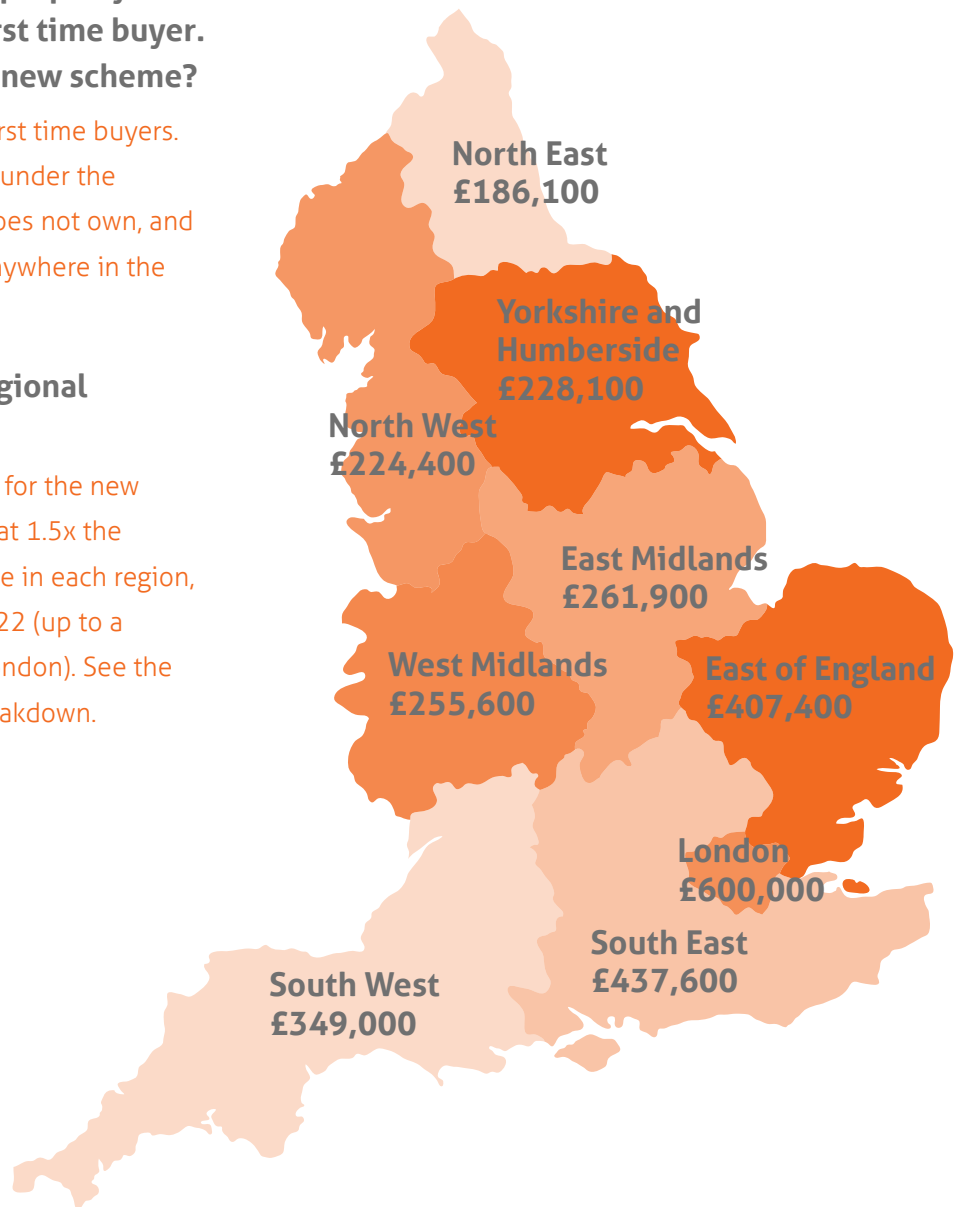 rst time buyer.
new scheme?
rst time buyers.
under the
oes not own, and
nywhere in the
gional
for the new
at 1.5x the
e in each region,
22 (up to a
ondon). See the
akdown.
North East
£186,100
Yorkshire and
Humberside
£228,100
North West
£224,400
East Midlands
£261,900
West Midlands
£255,600
East of England
£407,400
London
£600,000
South East
£437,600
South West
£349,000